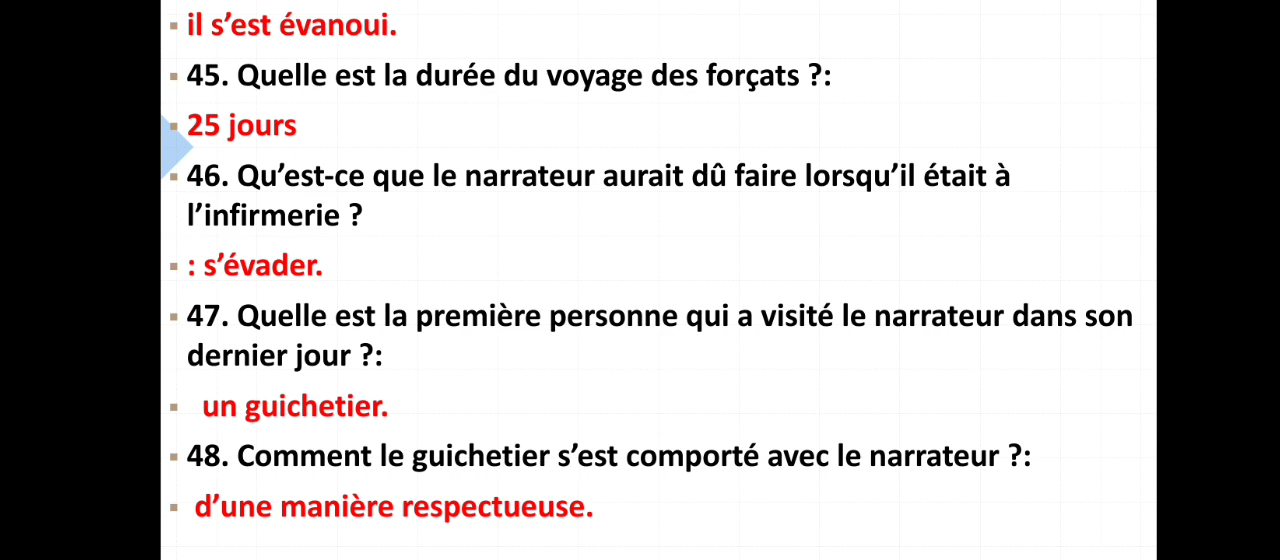 il s’est évanoui.
45. Quelle est la durée du voyage des forçats ?:
25 jours
46. Qu’est-ce que le narrateur aurait dû faire lorsqu’il était à
l’infirmerie ?
: s’évader.
47. Quelle est la première personne qui a visité le narrateur dans son
dernier jour ?:
un guichetier.
48. Comment le guichetier s’est comporté avec le narrateur ?:
d’une manière respectueuse.